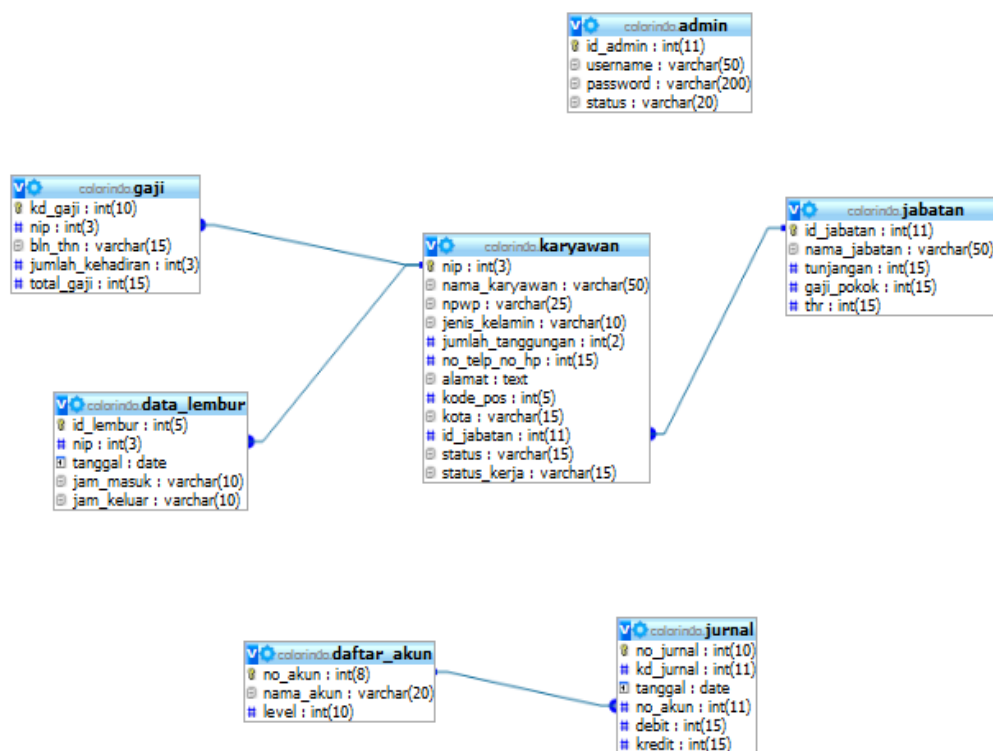 colorindo.admin
id_admin : int(11)
username : varchar(50)
password : varchar(200)
status : varchar(20)
colorindo.gaji
kd_gaji : int(10)
nip : int(3)
bln_thn : varchar(15)
jumlah_kehadiran : int(3)
total_gaji : int(15)
colorindo.karyawan
nip : int(3)
nama_karyawan : varchar(50)
npwp : varchar(25)
jenis_kelamin : varchar(10)
jumlah_tanggungan : int(2)
no_telp_no_hp : int(15)
alamat : text
kode_pos : int(5)
kota : varchar(15)
id_jabatan : int(11)
status : varchar(15)
status_kerja : varchar(15)
colorindo.jabatan
id_jabatan : int(11)
nama_jabatan : varchar(50)
tunjangan : int(15)
gaji_pokok : int(15)
thr : int(15)
colorindo.data_lembur
id_lembur : int(5)
nip : int(3)
tanggal : date
jam_masuk : varchar(10)
jam_keluar : varchar(10)
colorindo.daftar_akun
no_akun : int(8)
nama_akun : varchar(20)
level : int(10)
colorindo.jurnal
no_jurnal : int(10)
kd_jurnal : int(11)
tanggal : date
no_akun : int(11)
debit : int(15)
kredit : int(15)